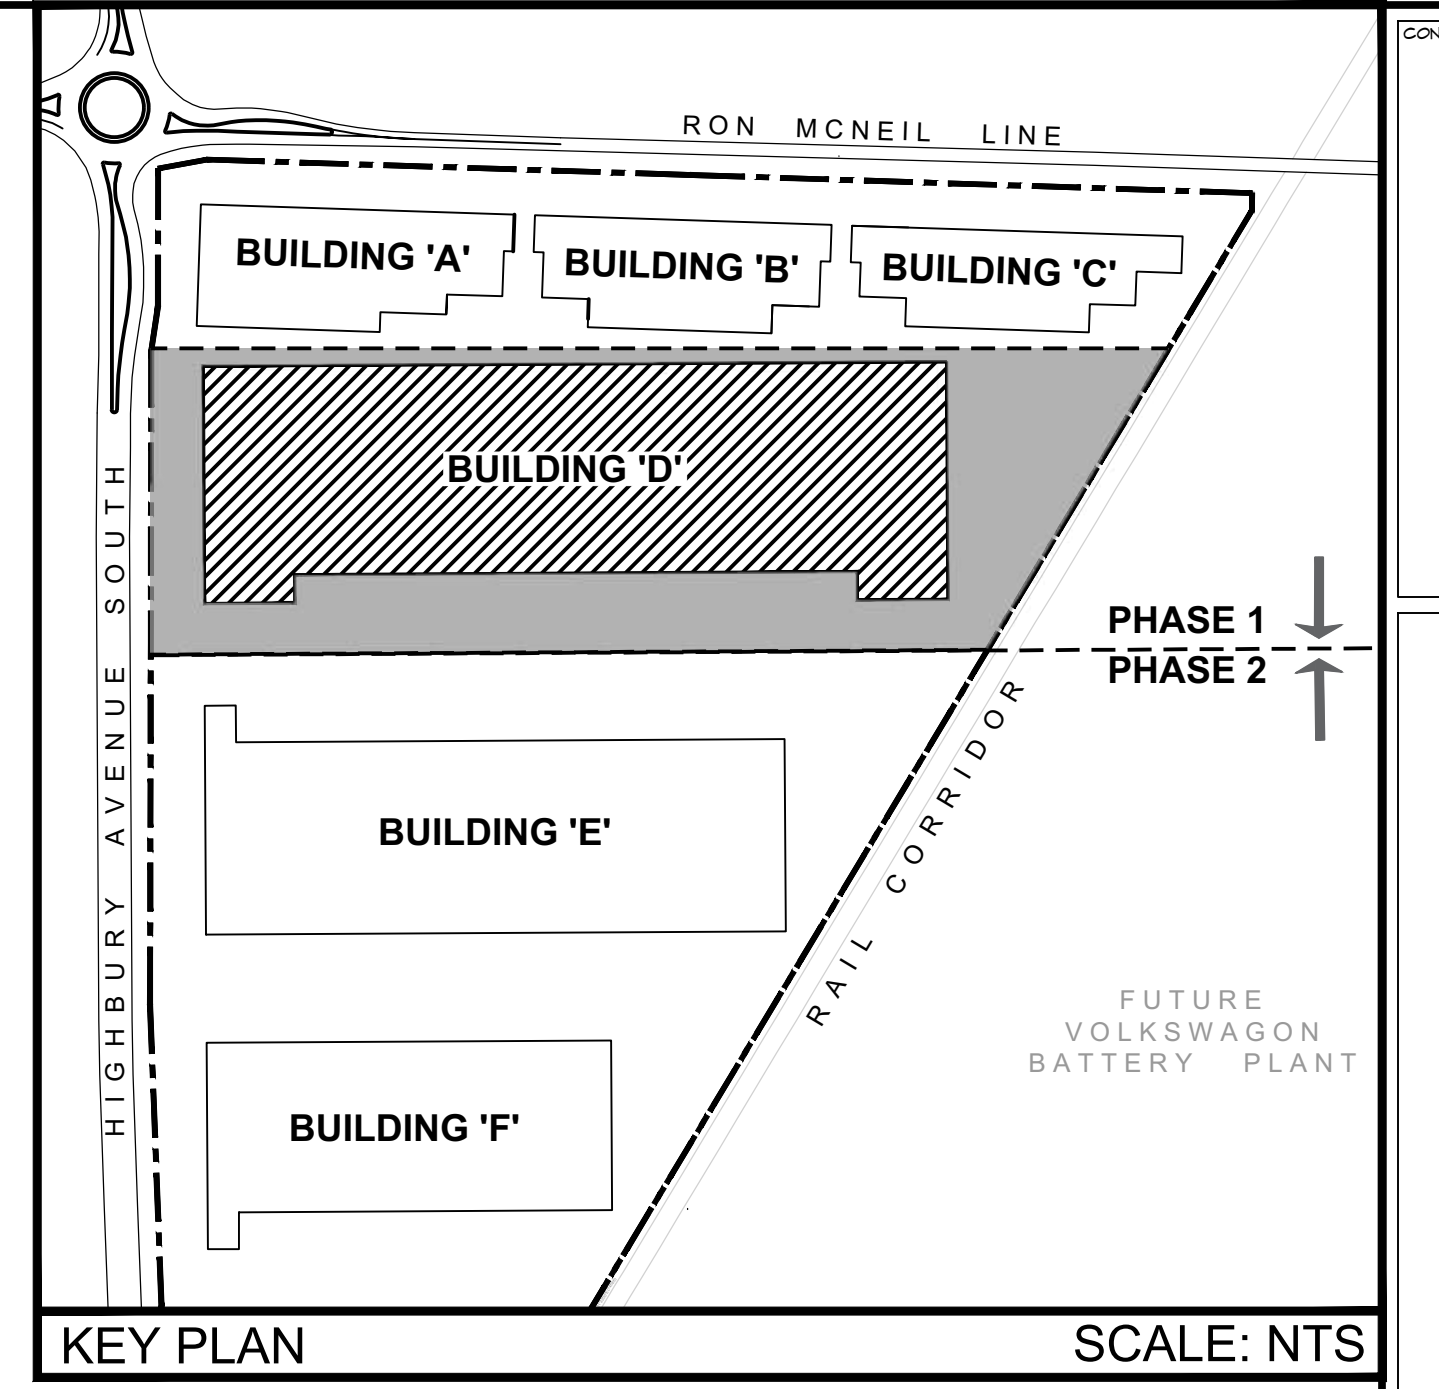 CON
RON MCNEIL LINE
BUILDING 'A'
BUILDING 'B'
BUILDING 'C'
BUILDING 'D'
HIGHBURY AVENUE SOUTH
PHASE 1
PHASE 2
RAIL CORRIDOR
BUILDING 'E'
FUTURE
VOLKSWAGON
BATTERY PLANT
BUILDING 'F'
KEY PLAN
SCALE: NTS